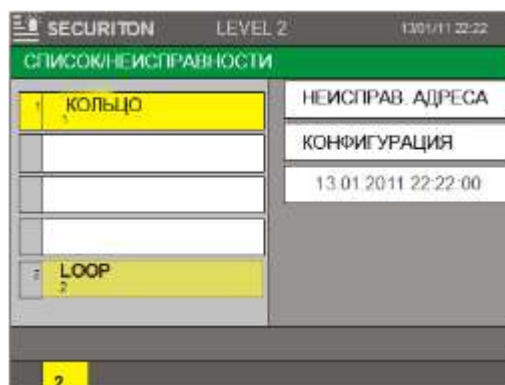 SECURITON LEVEL 2 13/01/11 22:22
СПИСОК/НЕИСПРАВНОСТИ
1 КОЛЬЦО
1
НЕИСПРАВ. АДРЕСА
КОНФИГУРАЦИЯ
13.01.2011 22:22:00
2 LOOP
2
2